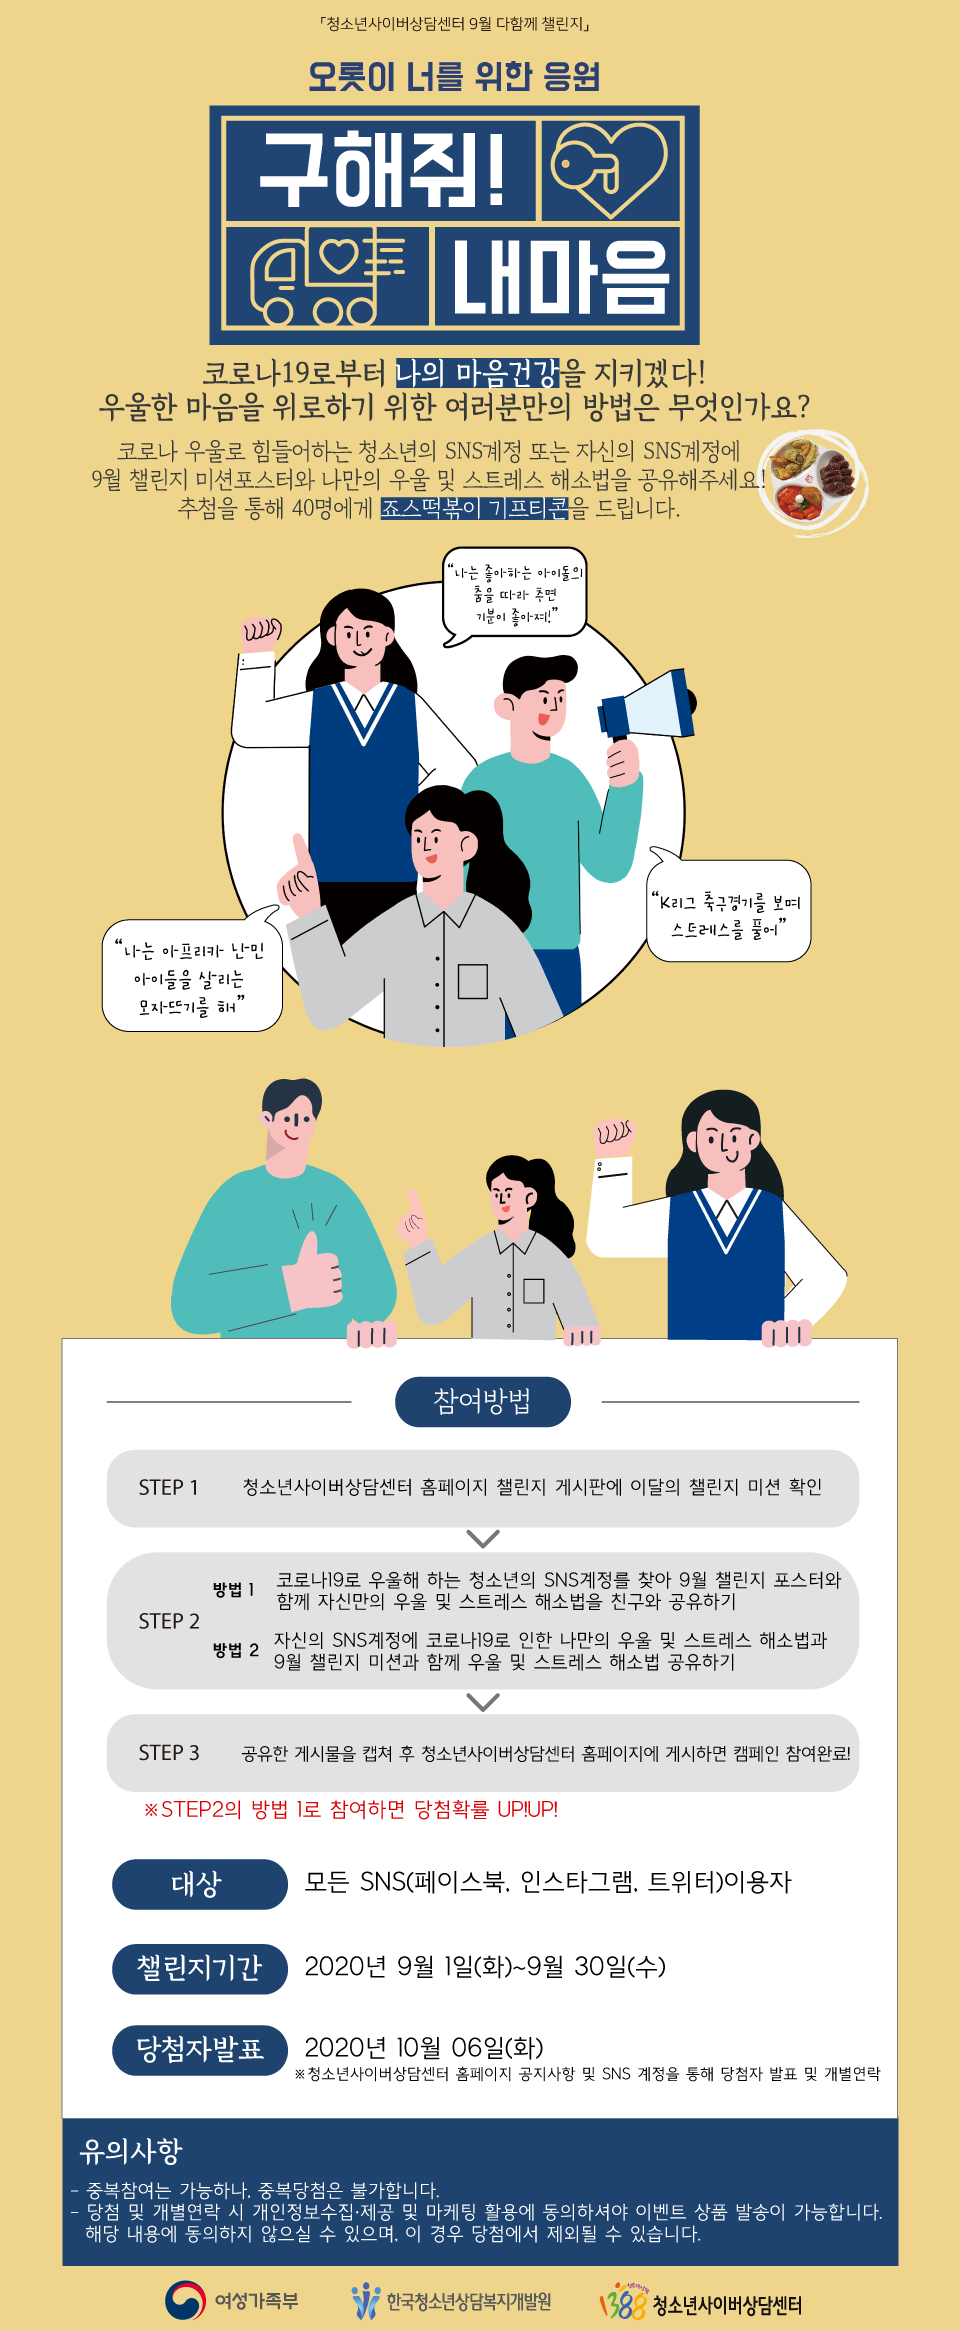 「청소년사이버상담센터 9월 다함께 챌린지」
오롯이 너를 위한 응원
구해줘!
내마음
코로나19로부터 나의 마음건강을 지키겠다!
우울한 마음을 위로하기 위한 여러분만의 방법은 무엇인가요?
코로나 우울로 힘들어하는 청소년의 SNS계정 또는 자신의 SNS계정에
9월 챌린지 미션포스터와 나만의 우울 및 스트레스 해소법을 공유해주세요!
추첨을 통해 40명에게 죠스떡볶이 기프티콘을 드립니다.
“나는 좋아하는 아이돌의
춤을 따라 추면
기분이 좋아져!”
“K리그 축구경기를 보며
스트레스를 풀어”
“나는 아프리카 난민
아이들을 살리는
모자뜨기를 해”
참여방법
STEP 1 청소년사이버상담센터 홈페이지 챌린지 게시판에 이달의 챌린지 미션 확인
STEP 2
방법 1 코로나19로 우울해 하는 청소년의 SNS계정를 찾아 9월 챌린지 포스터와
함께 자신만의 우울 및 스트레스 해소법을 친구와 공유하기
방법 2 자신의 SNS계정에 코로나19로 인한 나만의 우울 및 스트레스 해소법과
9월 챌린지 미션과 함께 우울 및 스트레스 해소법 공유하기
STEP 3 공유한 게시물을 캡쳐 후 청소년사이버상담센터 홈페이지에 게시하면 캠페인 참여완료!
※STEP2의 방법 1로 참여하면 당첨확률 UP!UP!
대상 모든 SNS(페이스북, 인스타그램, 트위터)이용자
챌린지기간 2020년 9월 1일(화)~9월 30일(수)
당첨자발표 2020년 10월 06일(화)
※청소년사이버상담센터 홈페이지 공지사항 및 SNS 계정을 통해 당첨자 발표 및 개별연락
유의사항
- 중복참여는 가능하나, 중복당첨은 불가합니다.
- 당첨 및 개별연락 시 개인정보수집·제공 및 마케팅 활용에 동의하셔야 이벤트 상품 발송이 가능합니다.
해당 내용에 동의하지 않으실 수 있으며, 이 경우 당첨에서 제외될 수 있습니다.
여성가족부 한국청소년상담복지개발원 1388 청소년사이버상담센터